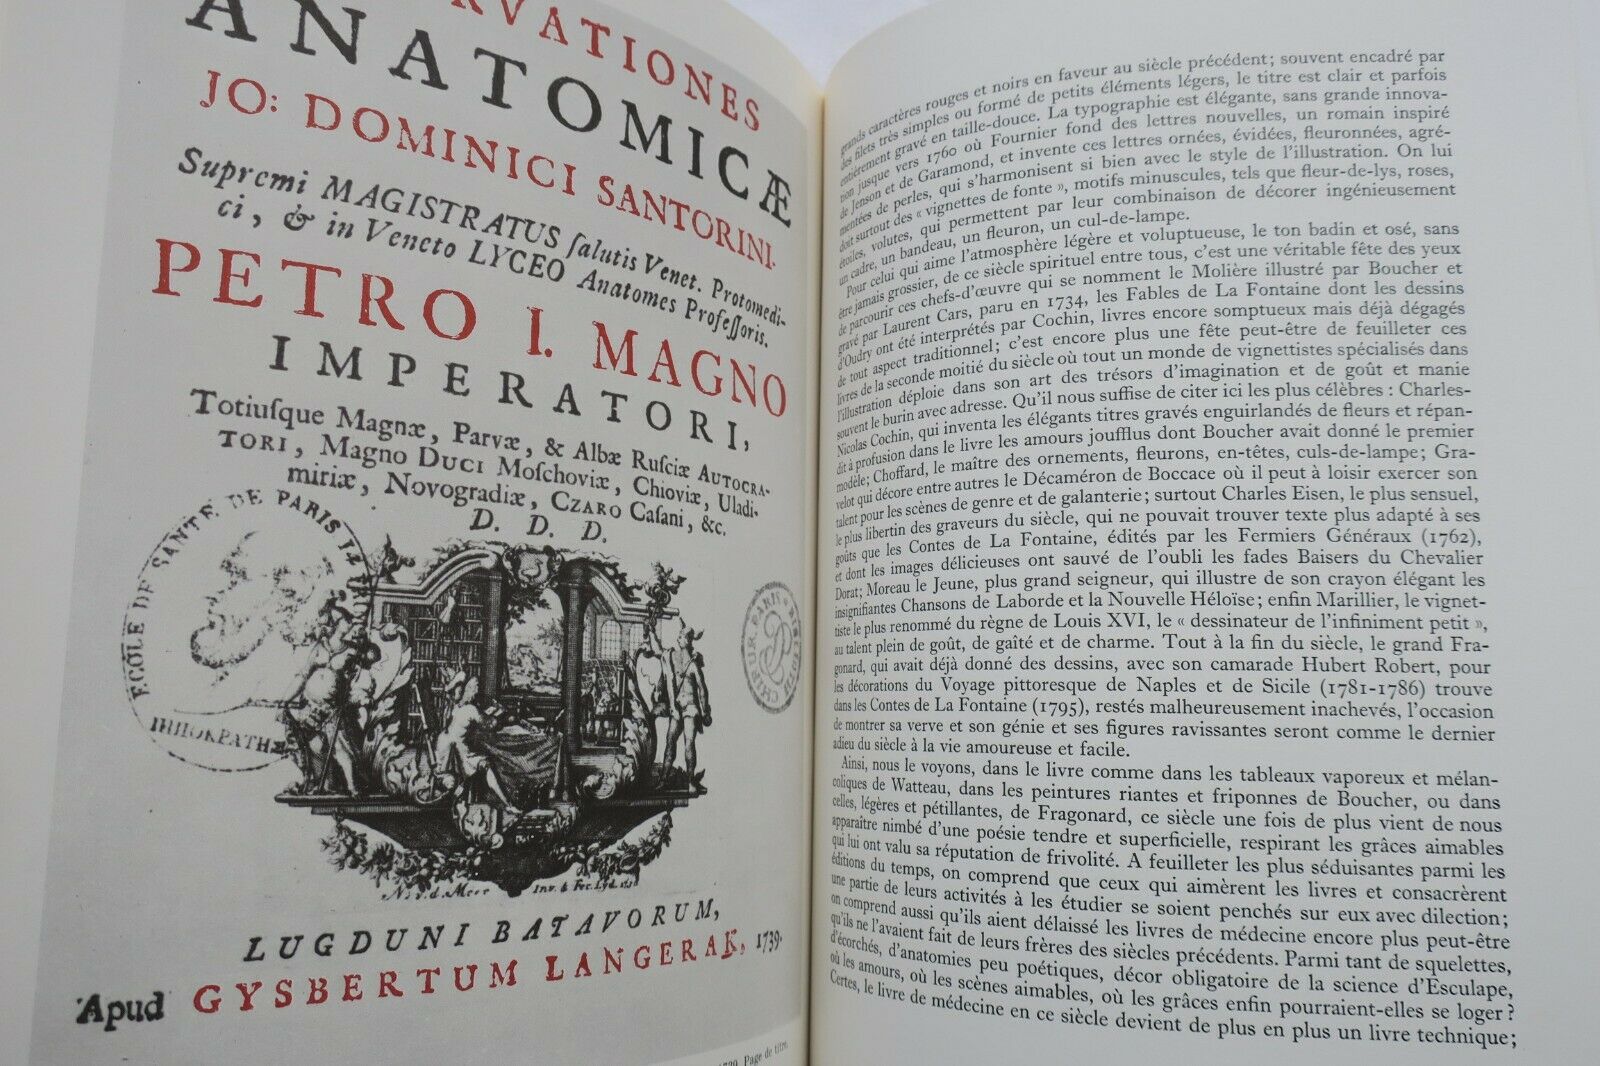 RVATIONES
ANATOMICÆ
JO: DOMINICI SANTORINI
Supremi MAGISTRATUS ſalutis Venet. Protomedi-
ci, & in Veneto LYCEO Anatomes Profeſſoris.
PETRO I. MAGNO
IMPERATORI,
Totiuſque Magnæ, Parvæ, & Albæ Ruſciæ AUTOCRA-
TORI, Magno DUCI Moſchoviæ, Chioviæ, Uladi-
miriæ, Novogradiæ, CZARO Caſani, &c.
D. D. D.
ECOLE DE SANTE DE PARIS
HIPPOKPATHΣ
CHIRUR. PARIS
N. v. d. Meer inv. & Fec.
LUGDUNI BATAVORUM,
Apud GYSBERTUM LANGERAK, 1739.
Page de titre.
grands caractères rouges et noirs en faveur au siècle précédent; souvent encadré par
des filets très simples ou formé de petits éléments légers, le titre est clair et parfois
entièrement gravé en taille-douce. La typographie est élégante, sans grande innova-
tion jusque vers 1760 où Fournier fond des lettres nouvelles, un romain inspiré
de Jenson et de Garamond, et invente ces lettres ornées, évidées, fleuronnées, agré-
mentées de perles, qui s'harmonisent si bien avec le style de l'illustration. On lui
doit surtout des « vignettes de fonte », motifs minuscules, tels que fleur-de-lys, roses,
étoiles, volutes, qui permettent par leur combinaison de décorer ingénieusement
un cadre, un bandeau, un fleuron, un cul-de-lampe.
Pour celui qui aime l'atmosphère légère et voluptueuse, le ton badin et osé, sans
être jamais grossier, de ce siècle spirituel entre tous, c'est une véritable fête des yeux
de parcourir ces chefs-d'œuvre qui se nomment le Molière illustré par Boucher et
gravé par Laurent Cars, paru en 1734, les Fables de La Fontaine dont les dessins
d'Oudry ont été interprétés par Cochin, livres encore somptueux mais déjà dégagés
de tout aspect traditionnel; c'est encore plus une fête peut-être de feuilleter ces
livres de la seconde moitié du siècle où tout un monde de vignettistes spécialisés dans
l'illustration déploie dans son art des trésors d'imagination et de goût et manie
souvent le burin avec adresse. Qu'il nous suffise de citer ici les plus célèbres : Charles-
Nicolas Cochin, qui inventa les élégants titres gravés enguirlandés de fleurs et répan-
dit à profusion dans le livre les amours joufflus dont Boucher avait donné le premier
modèle; Choffard, le maître des ornements, fleurons, en-têtes, culs-de-lampe; Gra-
velot qui décore entre autres le Décaméron de Boccace où il peut à loisir exercer son
talent pour les scènes de genre et de galanterie; surtout Charles Eisen, le plus sensuel,
le plus libertin des graveurs du siècle, qui ne pouvait trouver texte plus adapté à ses
goûts que les Contes de La Fontaine, édités par les Fermiers Généraux (1762),
et dont les images délicieuses ont sauvé de l'oubli les fades Baisers du Chevalier
Dorat; Moreau le Jeune, plus grand seigneur, qui illustre de son crayon élégant les
insignifiantes Chansons de Laborde et la Nouvelle Héloïse; enfin Marillier, le vignet-
tiste le plus renommé du règne de Louis XVI, le « dessinateur de l'infiniment petit »,
au talent plein de goût, de gaîté et de charme. Tout à la fin du siècle, le grand Fra-
gonard, qui avait déjà donné des dessins, avec son camarade Hubert Robert, pour
les décorations du Voyage pittoresque de Naples et de Sicile (1781-1786) trouve
dans les Contes de La Fontaine (1795), restés malheureusement inachevés, l'occasion
de montrer sa verve et son génie et ses figures ravissantes seront comme le dernier
adieu du siècle à la vie amoureuse et facile.
Ainsi, nous le voyons, dans le livre comme dans les tableaux vaporeux et mélan-
coliques de Watteau, dans les peintures riantes et friponnes de Boucher, ou dans
celles, légères et pétillantes, de Fragonard, ce siècle une fois de plus vient de nous
apparaître nimbé d'une poésie tendre et superficielle, respirant les grâces aimables
qui lui ont valu sa réputation de frivolité. A feuilleter les plus séduisantes parmi les
éditions du temps, on comprend que ceux qui aimèrent les livres et consacrèrent
une partie de leurs activités à les étudier se soient penchés sur eux avec dilection;
on comprend aussi qu'ils aient délaissé les livres de médecine encore plus peut-être
qu'ils ne l'avaient fait de leurs frères des siècles précédents. Parmi tant de squelettes,
d'écorchés, d'anatomies peu poétiques, décor obligatoire de la science d'Esculape,
où les amours, où les scènes aimables, où les grâces enfin pourraient-elles se loger?
Certes, le livre de médecine en ce siècle devient de plus en plus un livre technique;